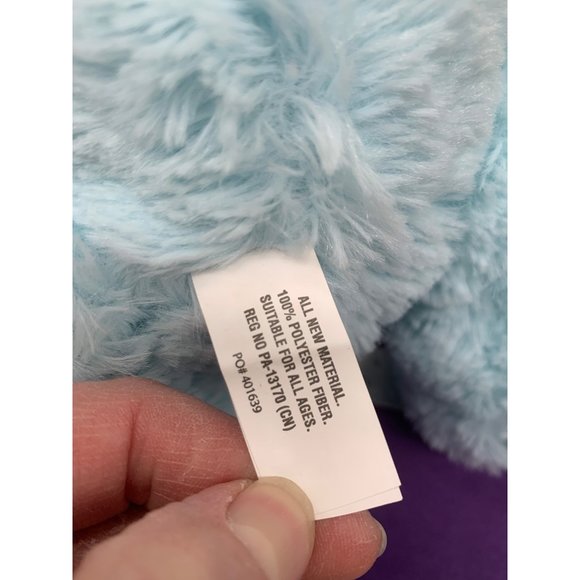 ALL NEW MATERIAL.
100% POLYESTER FIBER.
SUITABLE FOR ALL AGES.
REG NO PA-13170 (CN)
PO# 401639